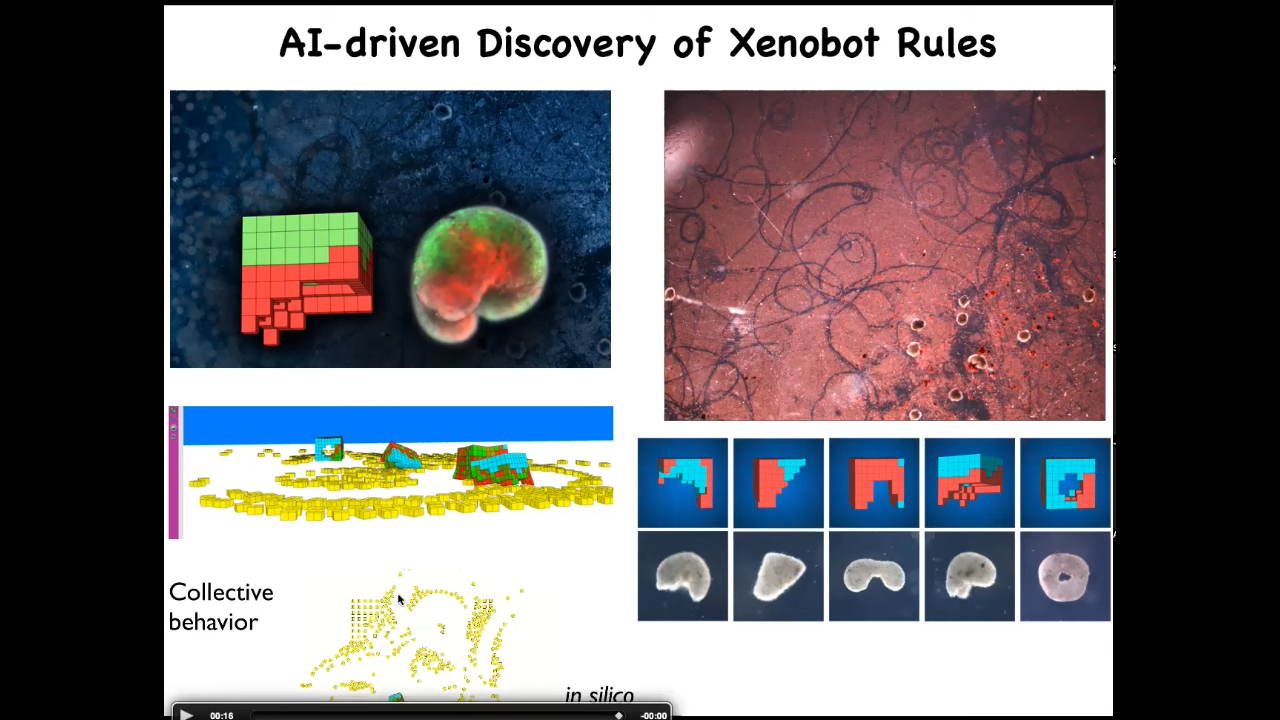 AI-driven Discovery of Xenobot Rules
Collective
behavior
in silico
00:16
-00:00